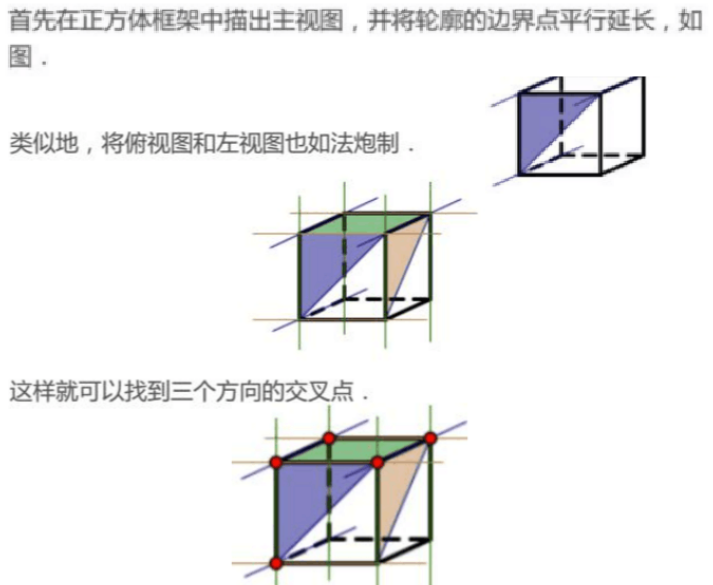 首先在正方体框架中描出主视图，并将轮廓的边界点平行延长，如
图．
类似地，将俯视图和左视图也如法炮制．
这样就可以找到三个方向的交叉点．